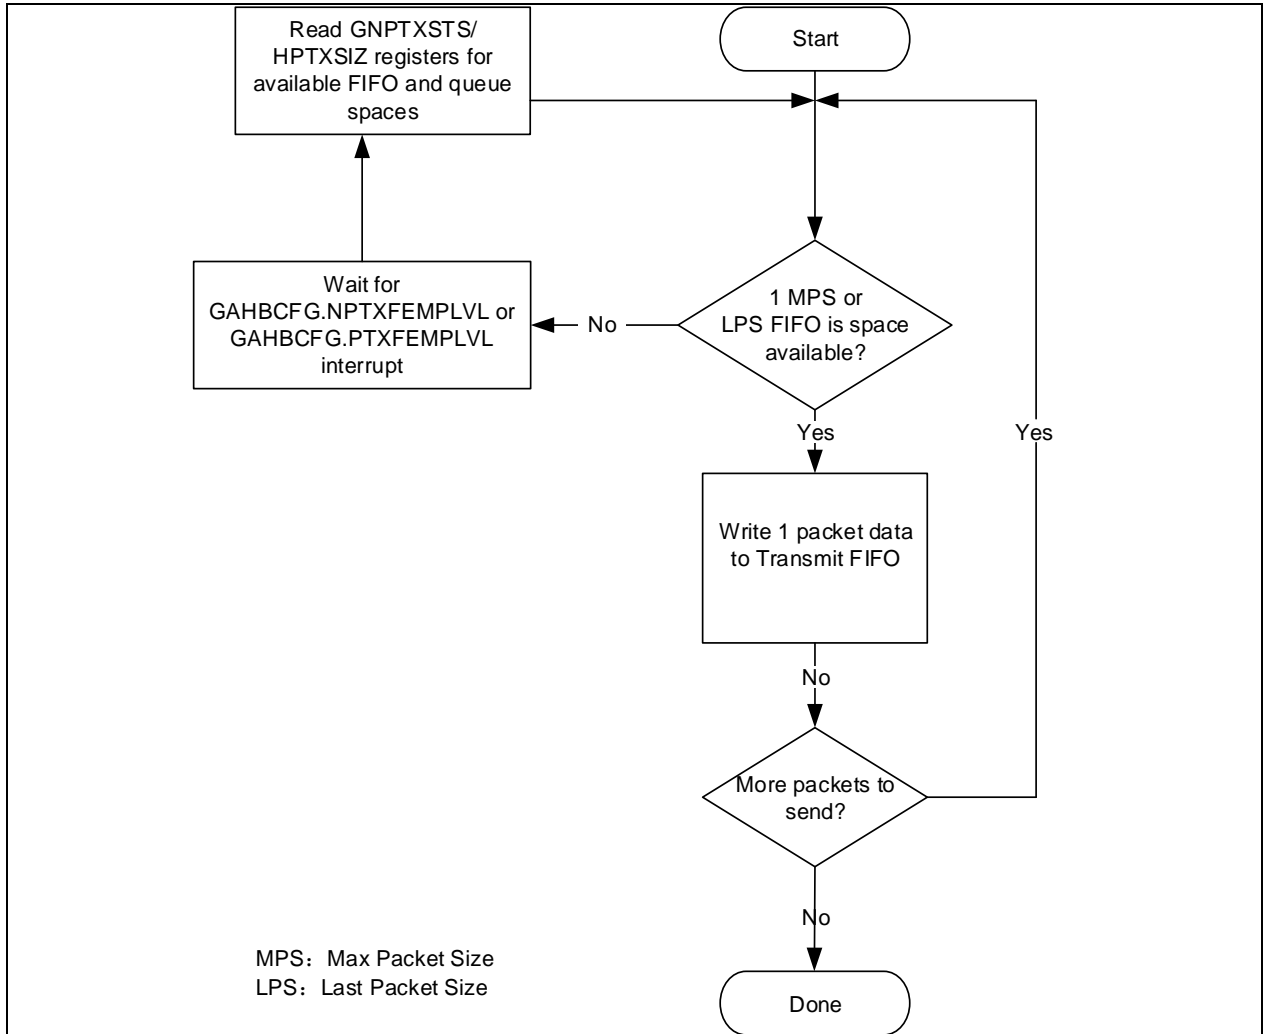 Read GNPTXSTS/
HPTXSIZ registers for
available FIFO and queue
spaces
Start
Wait for
GAHBCFG.NPTXFEMPLVL or
GAHBCFG.PTXFEMPLVL
interrupt
No
1 MPS or
LPS FIFO is space
available?
Yes
Yes
Write 1 packet data
to Transmit FIFO
No
More packets to
send?
No
MPS：Max Packet Size
LPS：Last Packet Size
Done